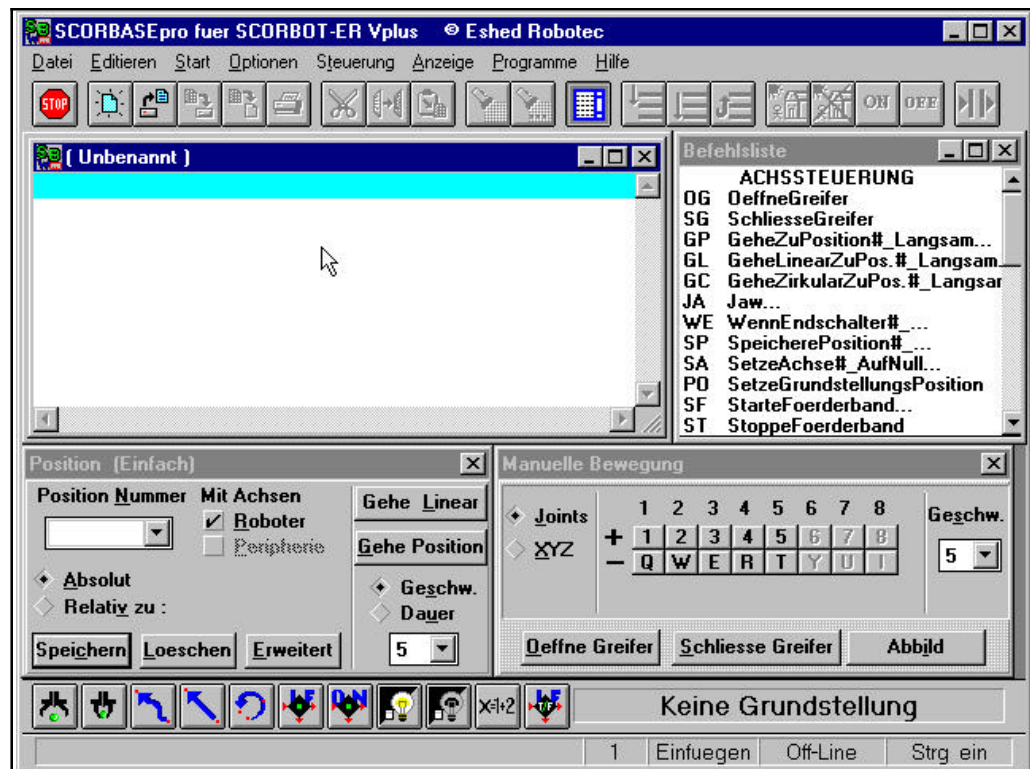 SCORBASEpro fuer SCORBOT-ER Vplus © Eshed Robotec
Datei Editieren Start Optionen Steuerung Anzeige Programme Hilfe
STOP ON OFF
( Unbenannt )
Befehlsliste
ACHSSTEUERUNG
OG OeffneGreifer
SG SchliesseGreifer
GP GeheZuPosition#_Langsam...
GL GeheLinearZuPos.#_Langsam
GC GeheZirkularZuPos.#_Langsar
JA Jaw...
WE WennEndschalter#_...
SP SpeicherePosition#_...
SA SetzeAchse#_AufNull...
PO SetzeGrundstellungsPosition
SF StarteFoerderband...
ST StoppeFoerderband
Position (Einfach)
Position Nummer
Mit Achsen
Roboter
Peripherie
Absolut
Relativ zu :
Speichern Loeschen Erweitert
Gehe Linear
Gehe Position
Geschw.
Dauer
5
Manuelle Bewegung
Joints
XYZ
1 2 3 4 5 6 7 8
+ 1 2 3 4 5 6 7 8
− Q W E R T Y U I
Geschw.
5
Oeffne Greifer Schliesse Greifer Abbild
IF ON X=1+2 IF T/F
Keine Grundstellung
1 Einfuegen Off-Line Strg ein